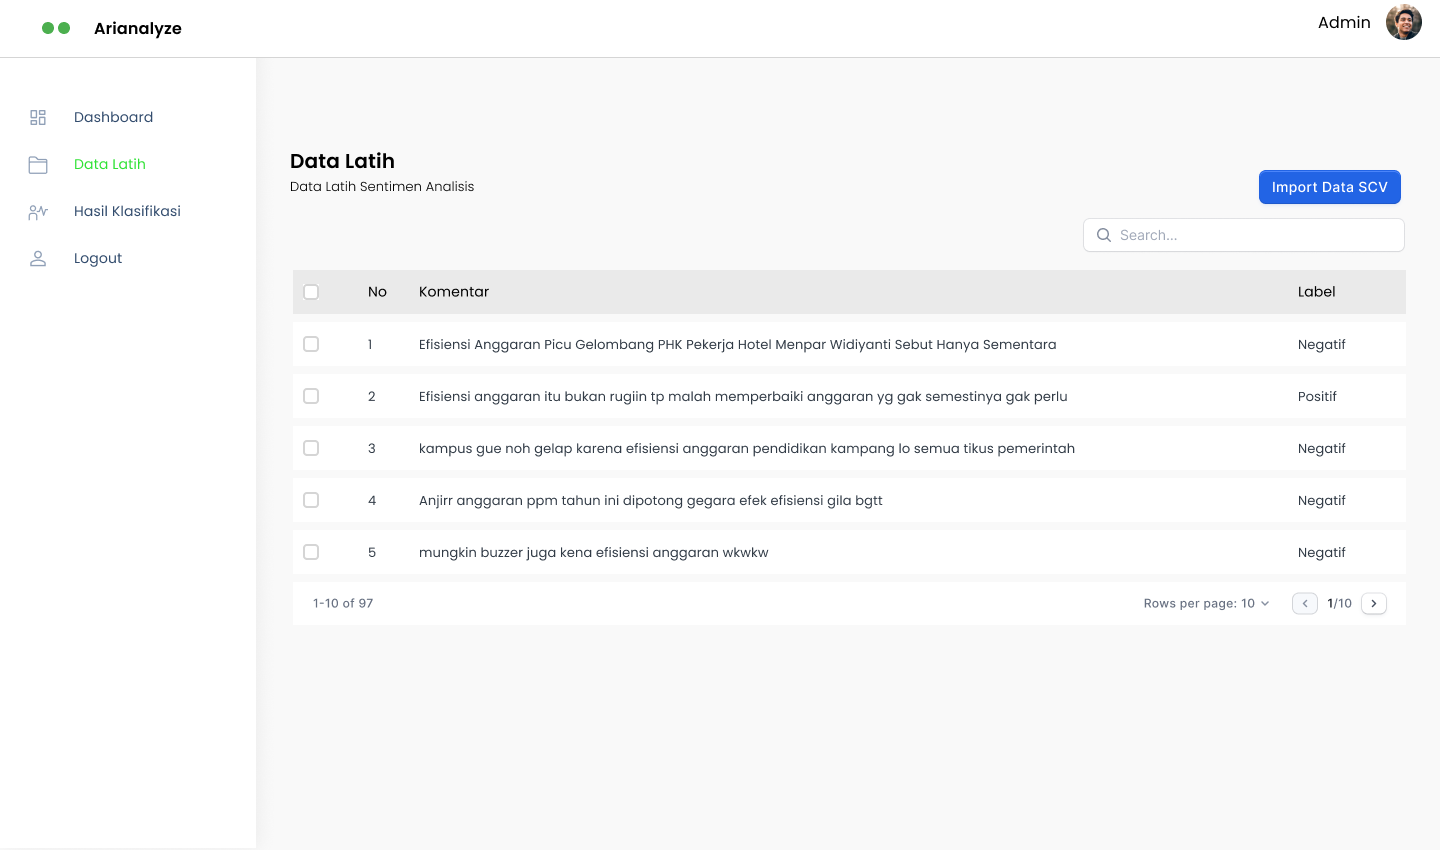 Arianalyze
Admin
Dashboard
Data Latih
Hasil Klasifikasi
Logout
Data Latih
Data Latih Sentimen Analisis
Import Data SCV
Search...
No Komentar Label
1 Efisiensi Anggaran Picu Gelombang PHK Pekerja Hotel Menpar Widiyanti Sebut Hanya Sementara Negatif
2 Efisiensi anggaran itu bukan rugiin tp malah memperbaiki anggaran yg gak semestinya gak perlu Positif
3 kampus gue noh gelap karena efisiensi anggaran pendidikan kampang lo semua tikus pemerintah Negatif
4 Anjirr anggaran ppm tahun ini dipotong gegara efek efisiensi gila bgtt Negatif
5 mungkin buzzer juga kena efisiensi anggaran wkwkw Negatif
1-10 of 97 Rows per page: 10 1/10